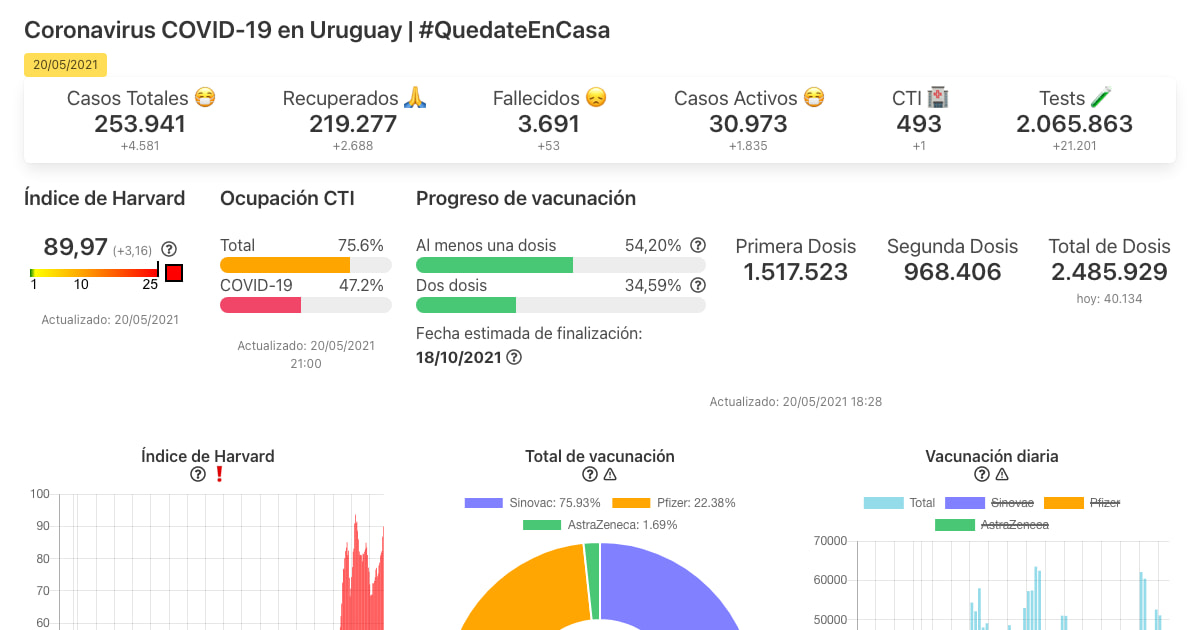 Coronavirus COVID-19 en Uruguay | #QuedateEnCasa
20/05/2021
Casos Totales 😷 Recuperados 🙏 Fallecidos 😞 Casos Activos 😷 CTI 🏥 Tests 🧪
253.941 219.277 3.691 30.973 493 2.065.863
+4.581 +2.688 +53 +1.835 +1 +21.201
Índice de Harvard Ocupación CTI Progreso de vacunación
89,97 (+3,16)
1 10 25
Actualizado: 20/05/2021
Total 75.6%
COVID-19 47.2%
Actualizado: 20/05/2021
21:00
Al menos una dosis 54,20%
Dos dosis 34,59%
Fecha estimada de finalización:
18/10/2021
Primera Dosis Segunda Dosis Total de Dosis
1.517.523 968.406 2.485.929
hoy: 40.134
Actualizado: 20/05/2021 18:28
Índice de Harvard
❗
100
90
80
70
60
Total de vacunación
Sinovac: 75.93% Pfizer: 22.38%
AstraZeneca: 1.69%
Vacunación diaria
Total Sinovac Pfizer
AstraZeneca
70000
60000
50000